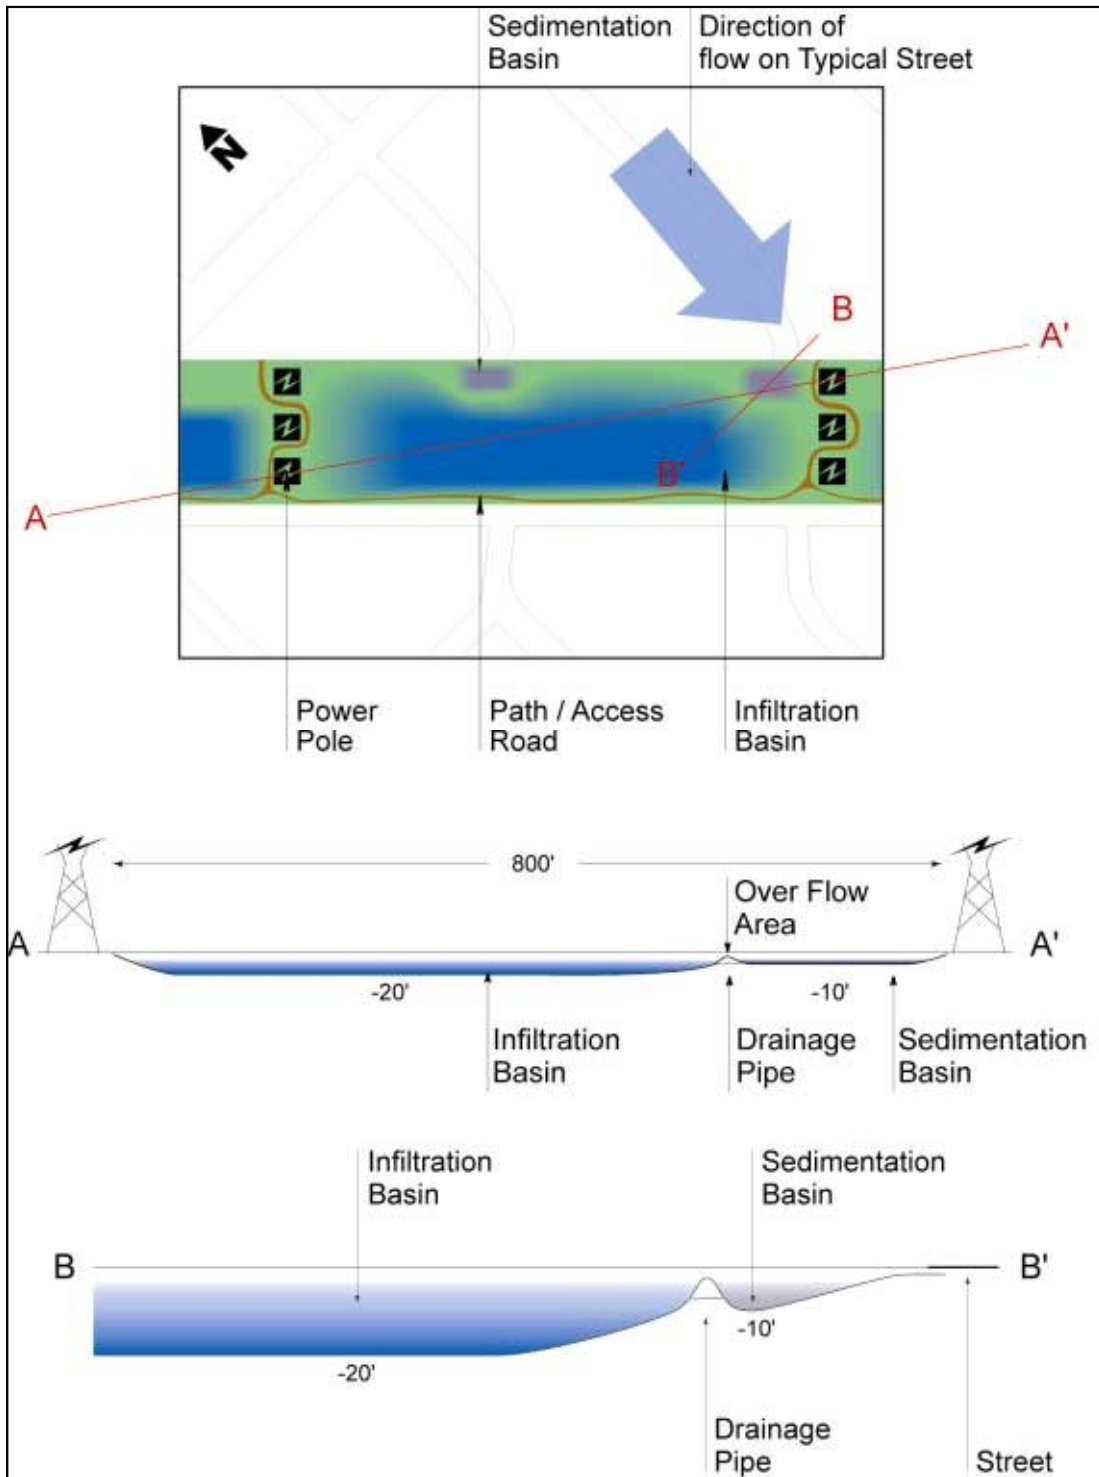 Sedimentation
Basin
Direction of
flow on Typical Street
N
B
A'
B'
A
Power
Pole
Path / Access
Road
Infiltration
Basin
800'
Over Flow
Area
A
A'
-20'
-10'
Infiltration
Basin
Drainage
Pipe
Sedimentation
Basin
Infiltration
Basin
Sedimentation
Basin
B
B'
-10'
-20'
Drainage
Pipe
Street